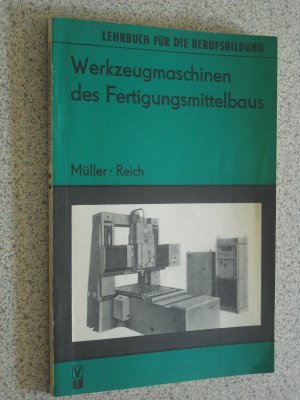 LEHRBUCH FÜR DIE BERUFSBILDUNG
Werkzeugmaschinen
des Fertigungsmittelbaus
Müller · Reich
VT